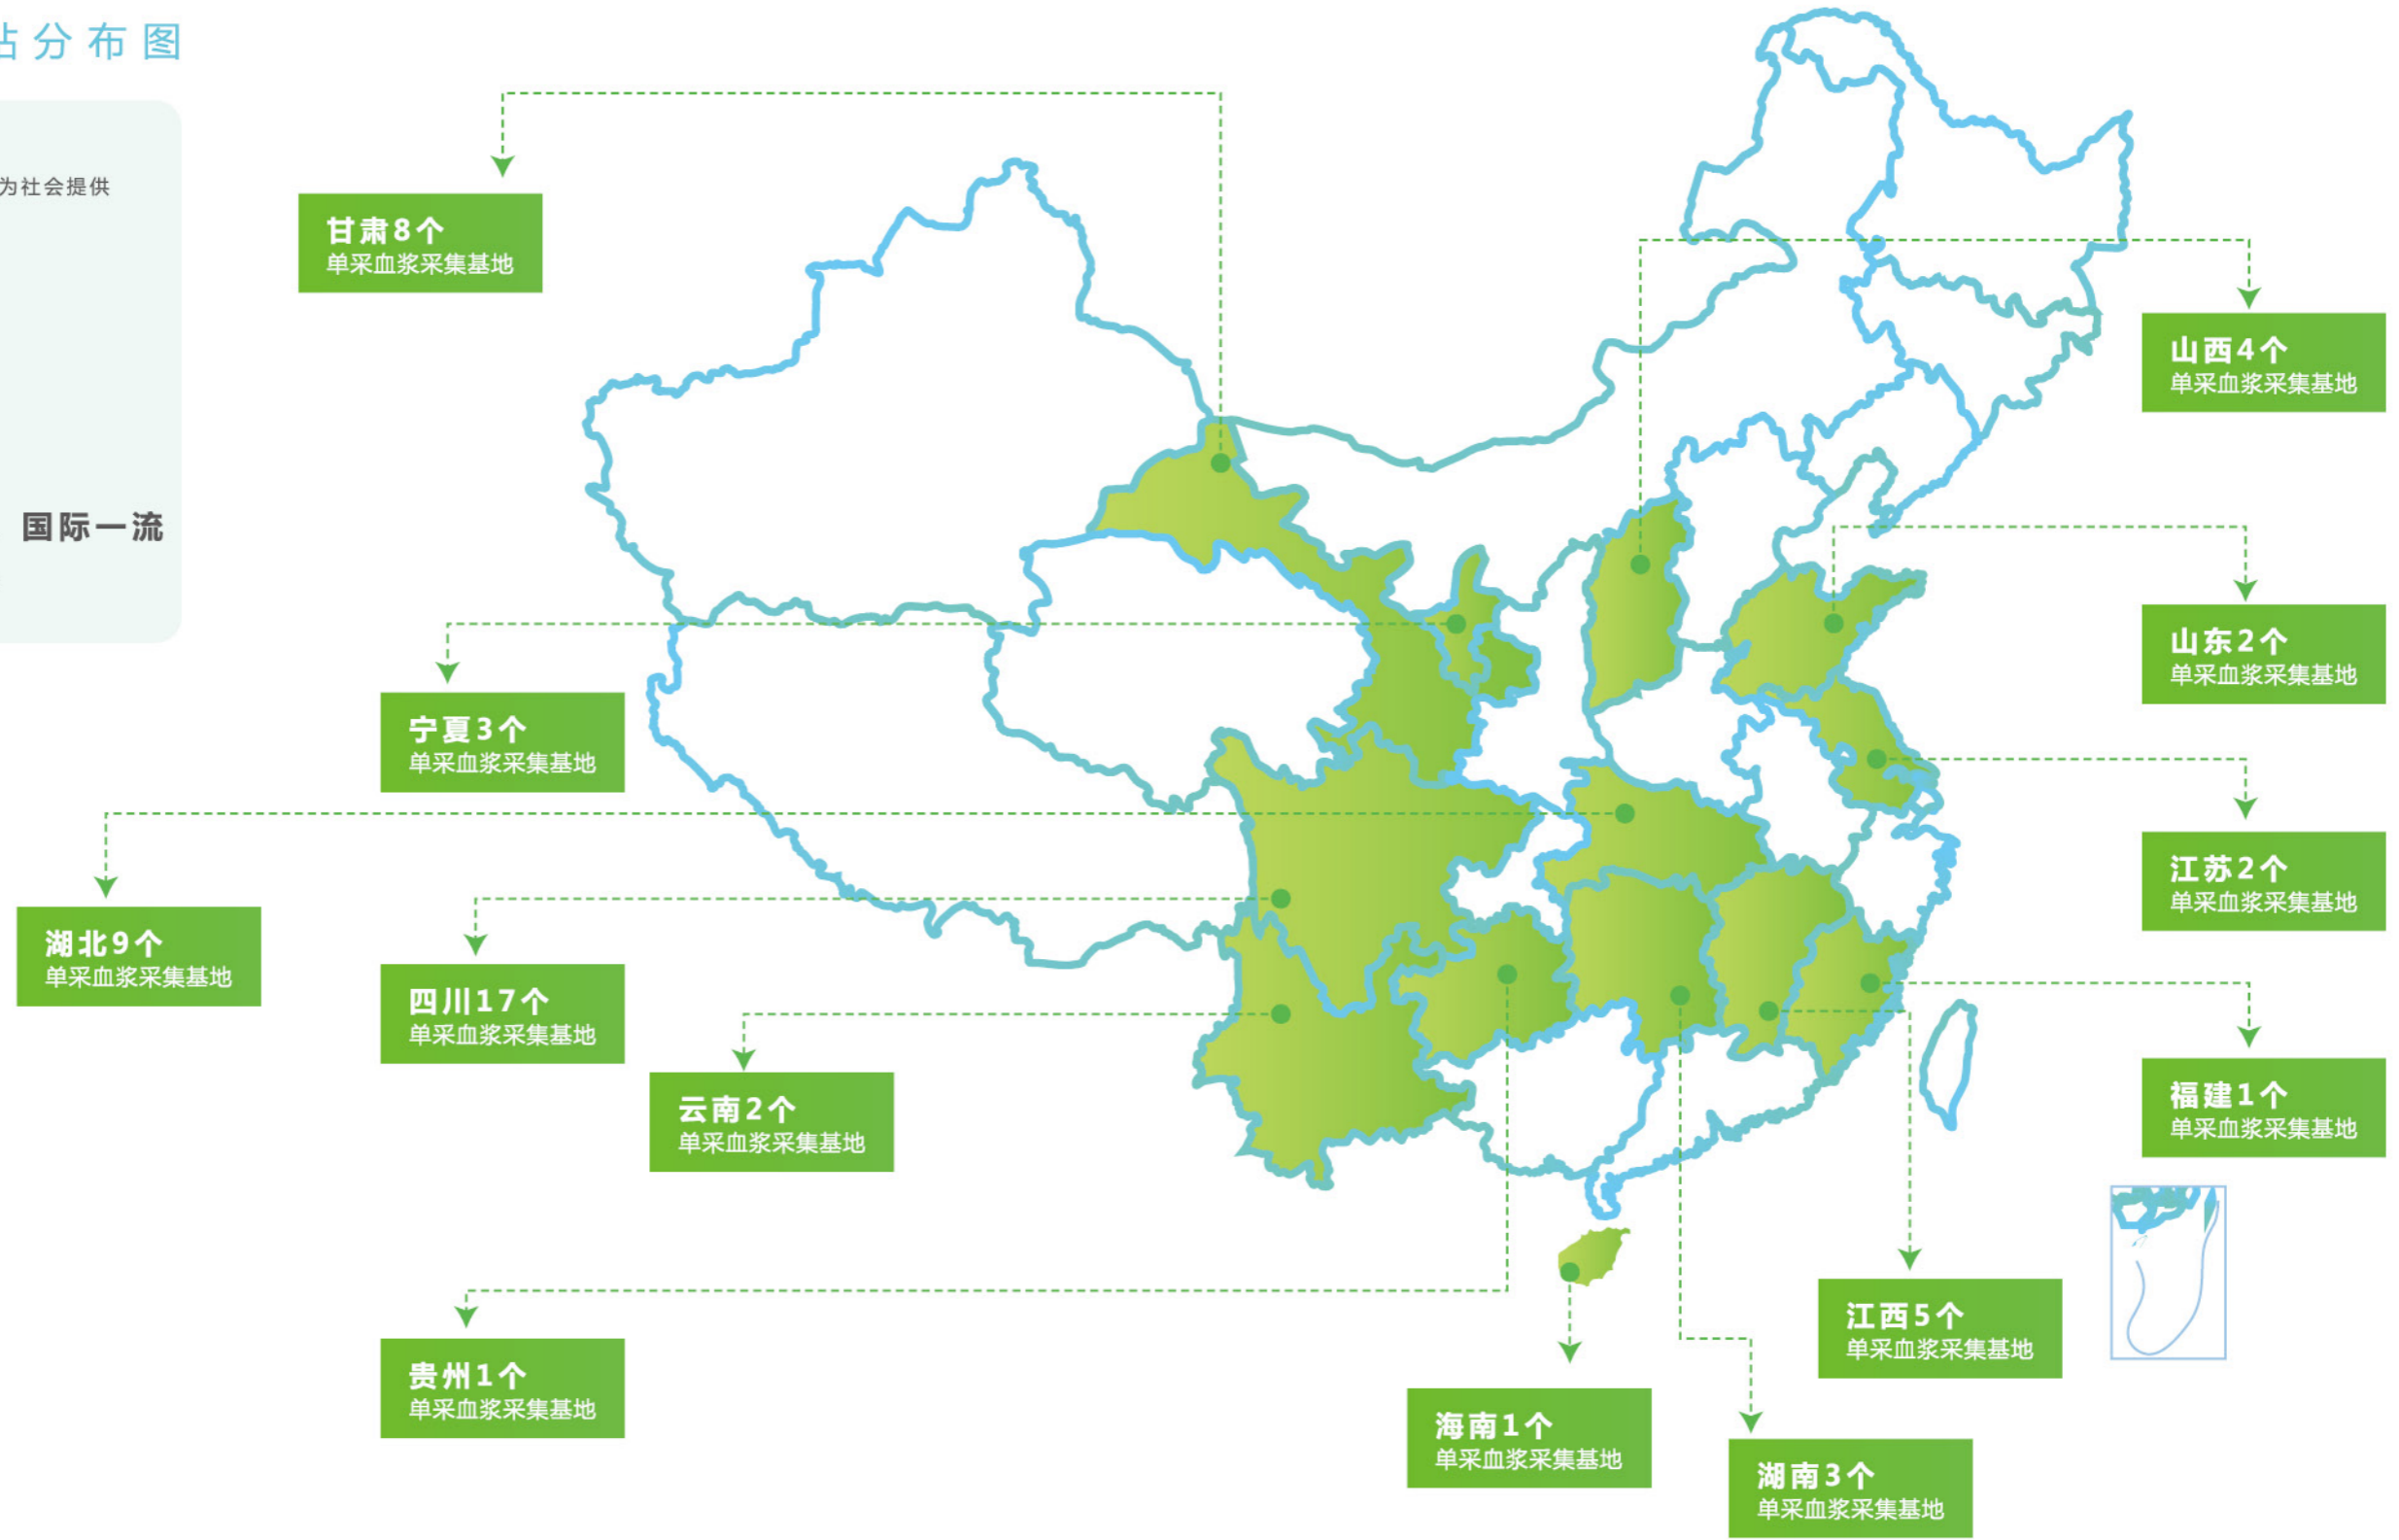 站分布图
为社会提供
国际一流
甘肃8个
单采血浆采集基地
山西4个
单采血浆采集基地
山东2个
单采血浆采集基地
宁夏3个
单采血浆采集基地
江苏2个
单采血浆采集基地
湖北9个
单采血浆采集基地
四川17个
单采血浆采集基地
云南2个
单采血浆采集基地
福建1个
单采血浆采集基地
江西5个
单采血浆采集基地
贵州1个
单采血浆采集基地
海南1个
单采血浆采集基地
湖南3个
单采血浆采集基地